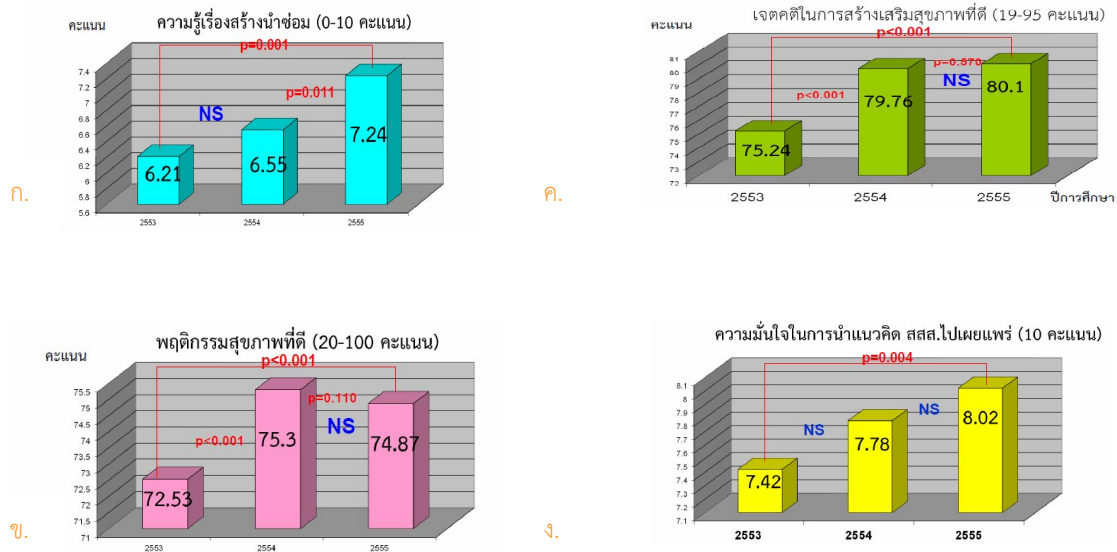 ความรู้เรื่องสร้างนำซ่อม (0-10 คะแนน)
คะแนน
p=0.001
p=0.011
NS
7.4
7.2
7
6.8
6.6
6.4
6.2
6
5.8
5.6
6.21
6.55
7.24
2553
2554
2555
ก.
เจตคติในการสร้างเสริมสุขภาพที่ดี (19-95 คะแนน)
คะแนน
p<0.001
p=0.570
NS
p<0.001
81
80
79
78
77
76
75
74
73
72
75.24
79.76
80.1
2553
2554
2555
ปีการศึกษา
ค.
พฤติกรรมสุขภาพที่ดี (20-100 คะแนน)
คะแนน
p<0.001
p=0.110
NS
p<0.001
75.5
75
74.5
74
73.5
73
72.5
72
71.5
71
72.53
75.3
74.87
2553
2554
2555
ข.
ความมั่นใจในการนำแนวคิด สสส.ไปเผยแพร่ (10 คะแนน)
p=0.004
NS
NS
8.1
8
7.9
7.8
7.7
7.6
7.5
7.4
7.3
7.2
7.1
7.42
7.78
8.02
2553
2554
2555
ง.